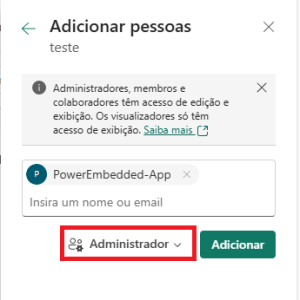 Adicionar pessoas
teste
Administradores, membros e
colaboradores têm acesso de edição e
exibição. Os visualizadores só têm
acesso de exibição. Saiba mais
P PowerEmbedded-App
Insira um nome ou email
Administrador
Adicionar